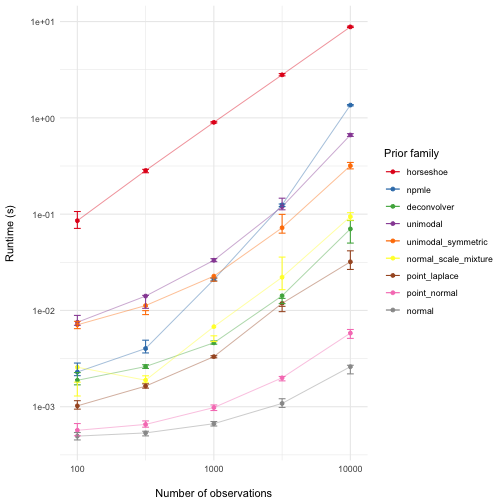 1e+01
1e+00
1e-01
1e-02
1e-03
Runtime (s)
100
1000
10000
Number of observations
Prior family
horseshoe
npmle
deconvolver
unimodal
unimodal_symmetric
normal_scale_mixture
point_laplace
point_normal
normal